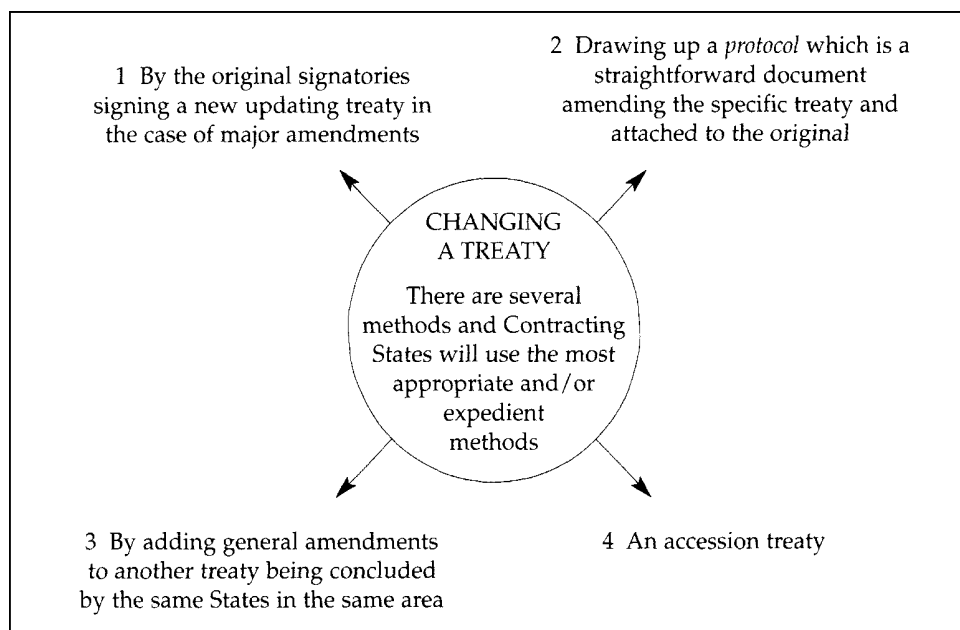 1 By the original signatories
signing a new updating treaty in
the case of major amendments
2 Drawing up a protocol which is a
straightforward document
amending the specific treaty and
attached to the original
CHANGING
A TREATY
There are several
methods and Contracting
States will use the most
appropriate and/or
expedient
methods
3 By adding general amendments
to another treaty being concluded
by the same States in the same area
4 An accession treaty